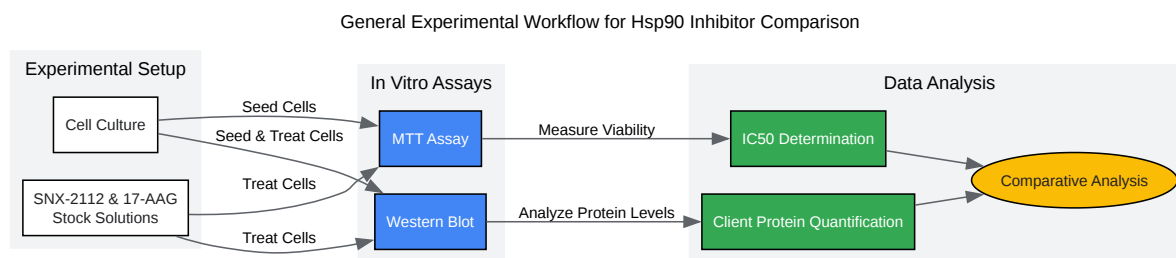 General Experimental Workflow for Hsp90 Inhibitor Comparison
Experimental Setup
In Vitro Assays
Data Analysis
Cell Culture
Seed Cells
Seed & Treat Cells
MTT Assay
Measure Viability
IC50 Determination
SNX-2112 & 17-AAG
Stock Solutions
Treat Cells
Treat Cells
Western Blot
Analyze Protein Levels
Client Protein Quantification
Comparative Analysis